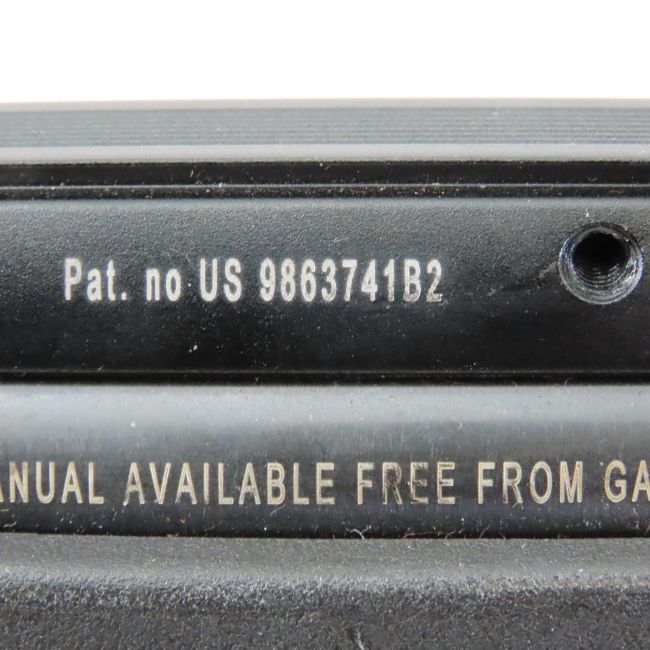 Pat. no US 9863741B2
ANUAL AVAILABLE FREE FROM GA